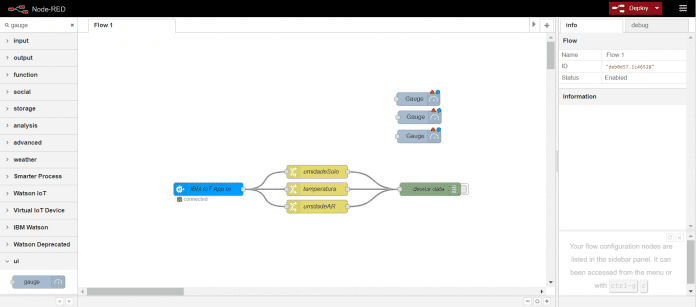 Node-RED
Deploy
gauge
Flow 1
info
debug
input
output
function
social
storage
analysis
advanced
weather
Smarter Process
Watson IoT
Virtual IoT Device
IBM Watson
Watson Deprecated
ui
gauge
Gauge
Gauge
Gauge
IBM IoT App In
connected
umidadeSolo
temperatura
umidadeAR
device data
Flow
Name Flow 1
ID
Status Enabled
Information
Your flow configuration nodes are
listed in the sidebar panel. It can
been accessed from the menu or
with ctrl-g c